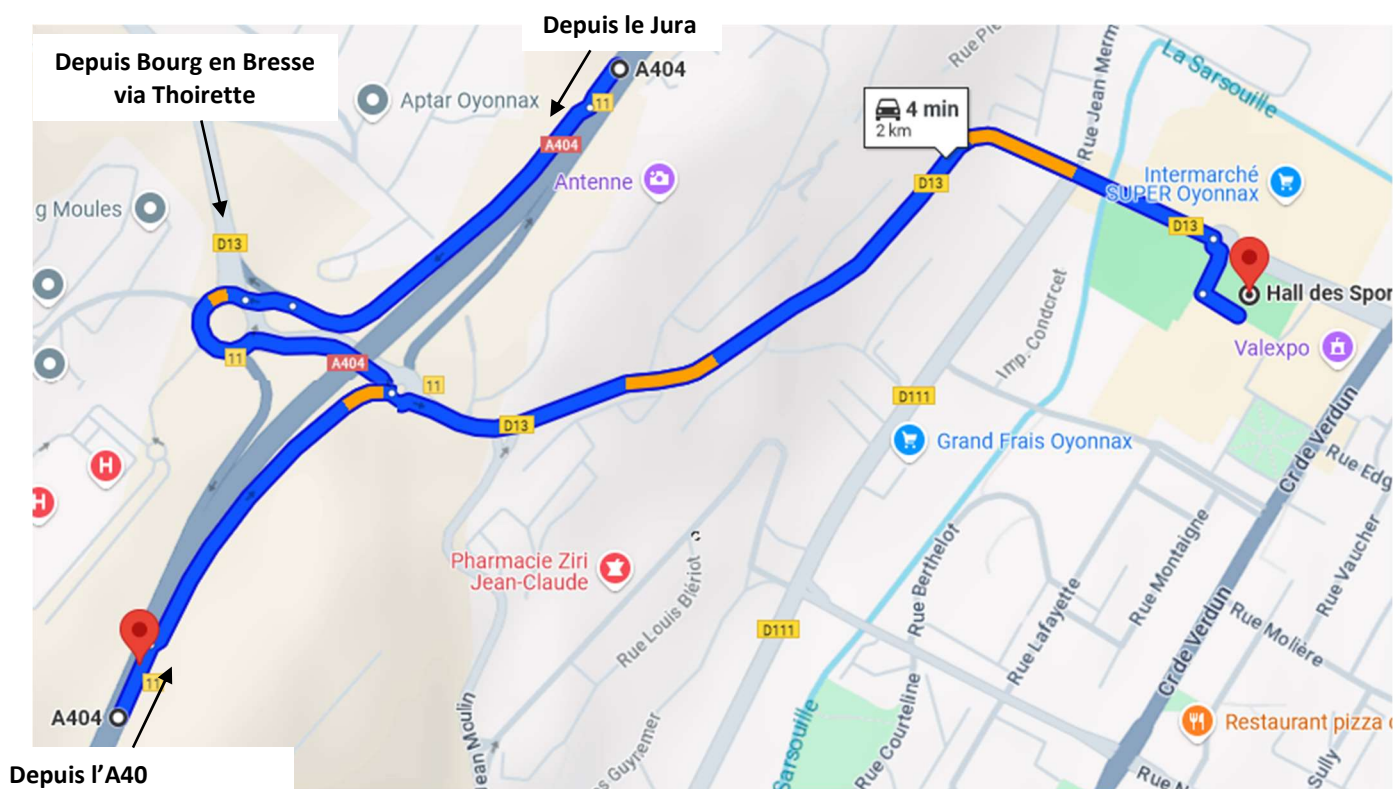 Depuis le Jura
Depuis Bourg en Bresse
via Thoirette
A404
Aptar Oyonnax
11
A404
4 min
2 km
Rue Jean Merm
La Sarsouille
Antenne
D13
Intermarché
SUPER Oyonnax
g Moules
D13
D13
Hall des Spor
Imp. Condorcet
Valexpo
11
A404
11
D111
D13
Grand Frais Oyonnax
Cr de Verdun
Rue Edg
H
H
Pharmacie Ziri
Jean-Claude
Rue Louis Blériot
Rue Berthelot
Rue Montaigne
Rue Vaucher
Rue Lafayette
D111
Rue Molière
Cr de Verdun
11
A404
Jean Moulin
Sarsouille
Rue Courteline
Restaurant pizza
Sully
Depuis l'A40